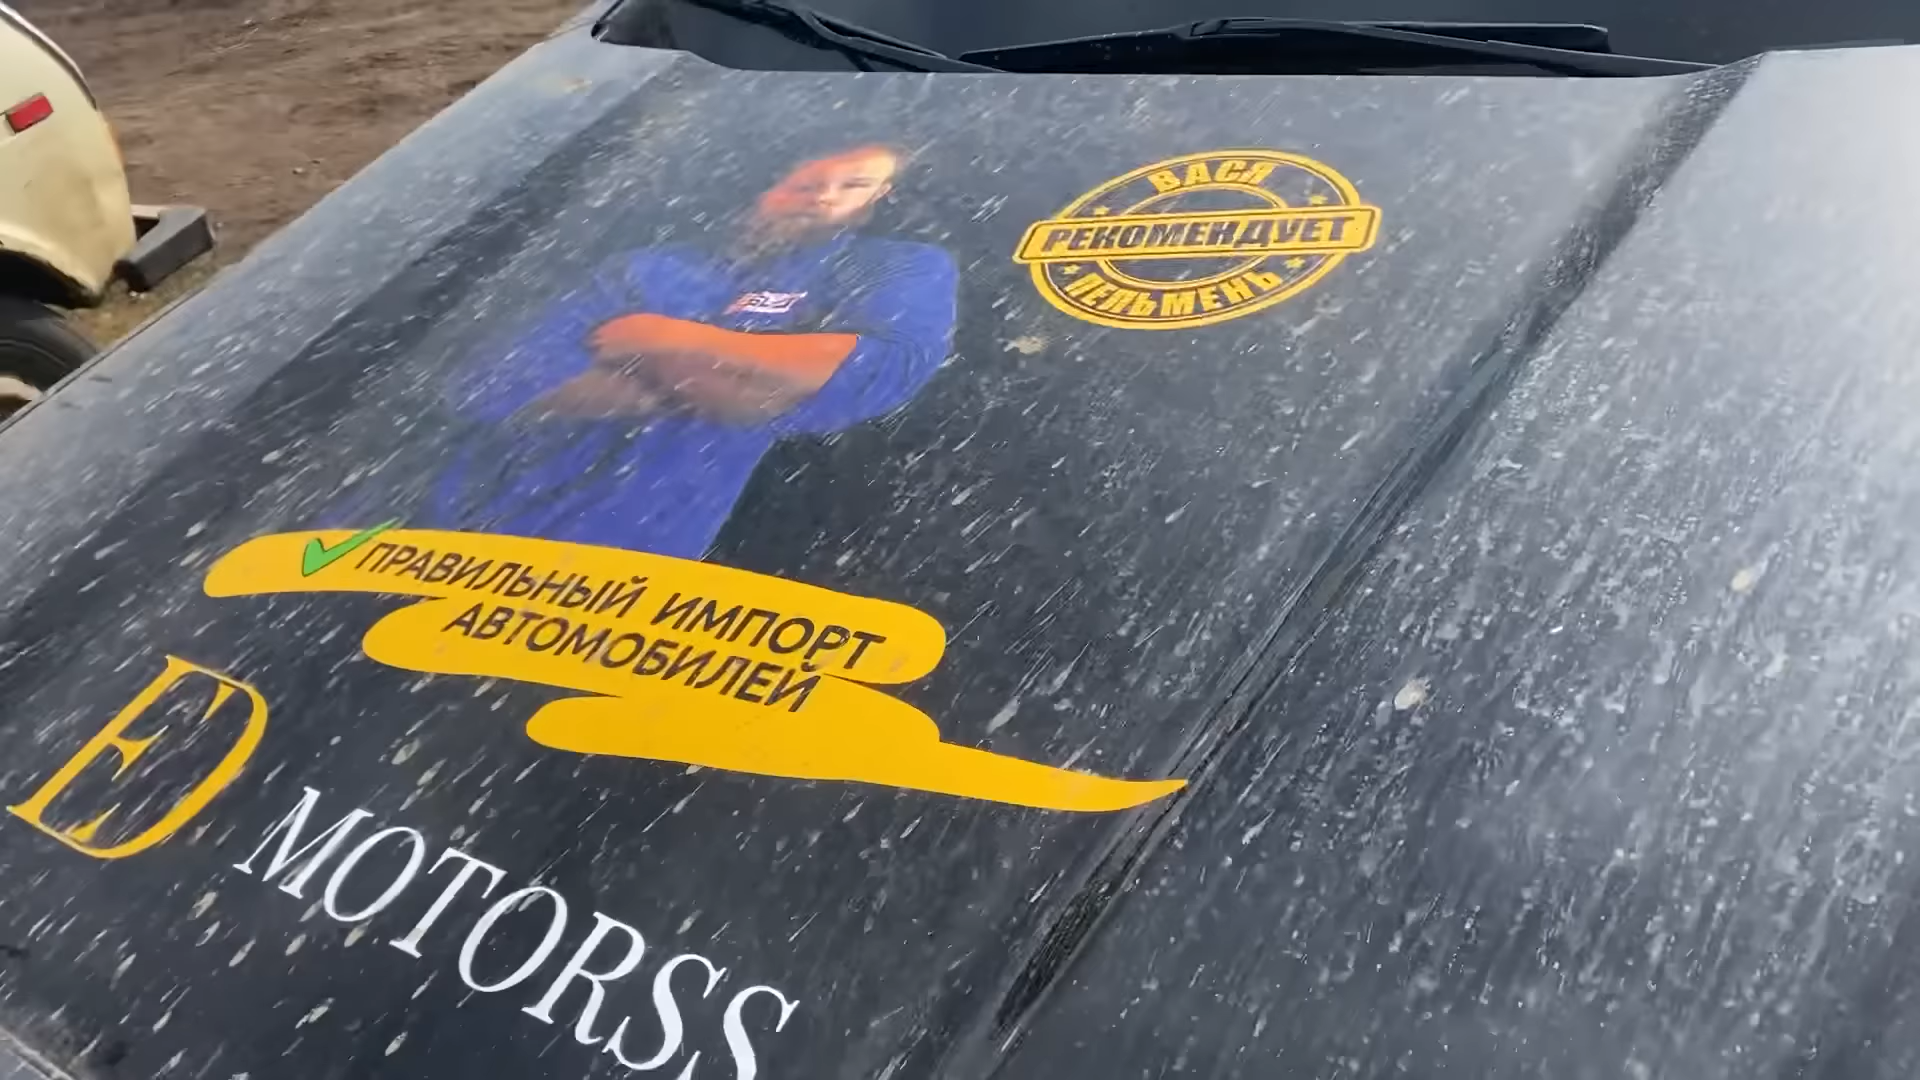 ВАСЯ
РЕКОМЕНДУЕТ
ПЕЛЬМЕНЬ
ПРАВИЛЬНЫЙ ИМПОРТ
АВТОМОБИЛЕЙ
E
MOTORSS